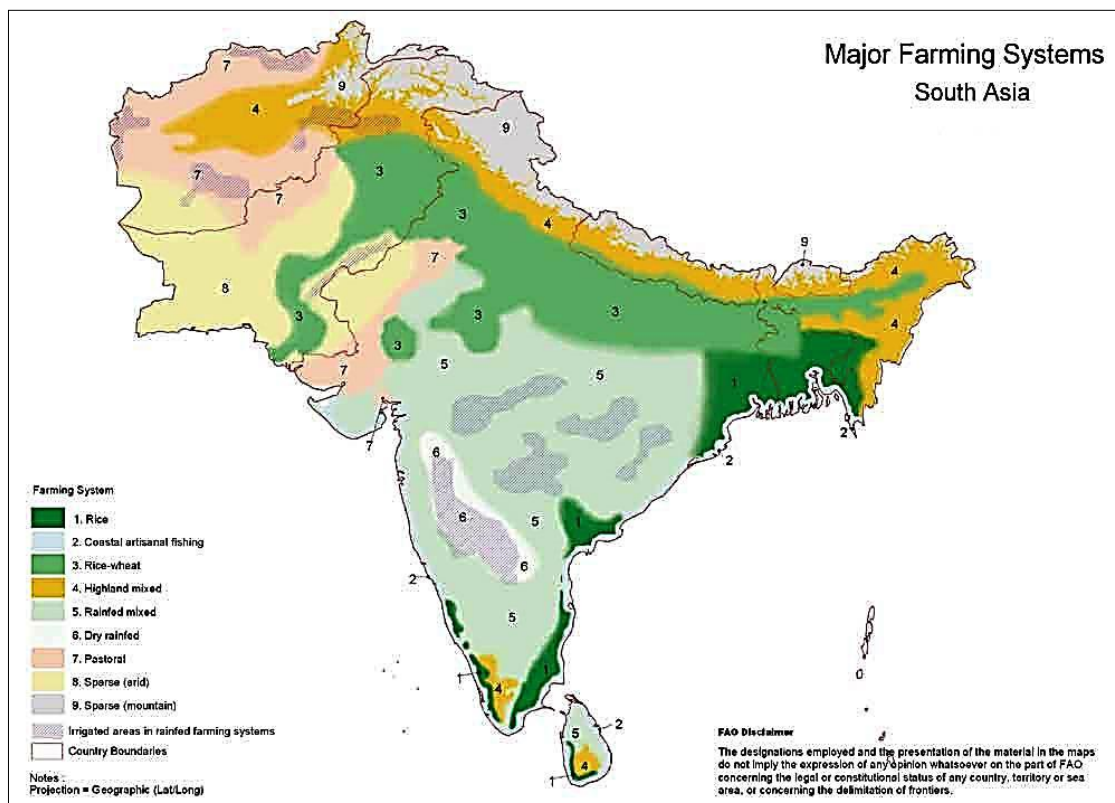 Major Farming Systems
South Asia
7
9
4
9
3
7
7
3
4
9
7
4
8
3
3
3
3
4
7
5
5
1
7
2
2
6
6
5
1
6
2
5
1
1
4
2
5
4
1
Farming System
1. Rice
2. Coastal artisanal fishing
3. Rice-wheat
4. Highland mixed
5. Rainfed mixed
6. Dry rainfed
7. Pastoral
8. Sparse (arid)
9. Sparse (mountain)
Irrigated areas in rainfed farming systems
Country Boundaries
Notes :
Projection = Geographic (Lat/Long)
FAO Disclaimer
The designations employed and the presentation of the material in the maps
do not imply the expression of any opinion whatsoever on the part of FAO
concerning the legal or constitutional status of any country, territory or sea
area, or concerning the delimitation of frontiers.